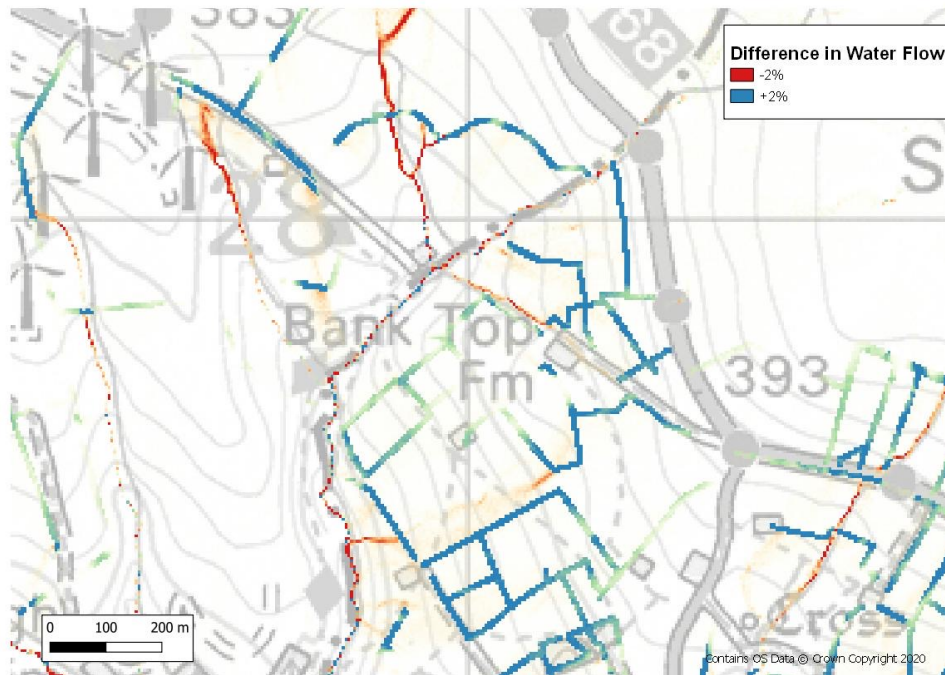 383
68
Difference in Water Flow
-2%
+2%
S
28
Bank Top
Fm
393
0 100 200 m
Cross
Contains OS Data © Crown Copyright 2020